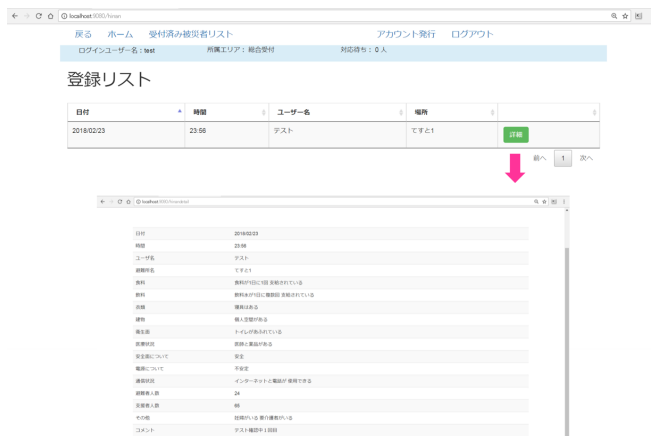 localhost:8080/hinan
戻る ホーム 受付済み被災者リスト アカウント発行 ログアウト
ログインユーザー名：test 所属エリア： 総合受付 対応待ち： 0 人
登録リスト
日付 時間 ユーザー名 場所
2018/02/23 23:56 テスト てすと1 詳細
前へ 1 次へ
日付 2018/02/23
時間 23:56
ユーザ名 テスト
避難所名 てすと1
食料 食料が1日に1回 支給されている
飲料 飲料水が1日に複数回 支給されている
衣類 寝具はある
建物 個人空間がある
衛生面 トイレがあふれている
医療状況 医師と薬品がある
安全面について 安全
電源について 不安定
通信状況 インターネットと電話が 使用できる
避難者人数 24
支援者人数 66
その他 妊婦がいる 要介護者がいる
コメント テスト確認中１回目